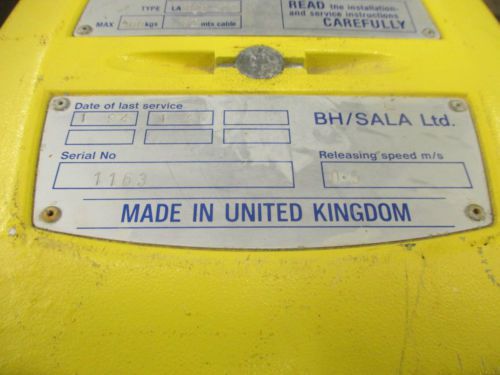 TYPE LA
READ the installation-
and service instructions
CAREFULLY
MAX kgs mts cable
Date of last service
BH/SALA Ltd.
Serial No
1163
Releasing speed m/s
MADE IN UNITED KINGDOM